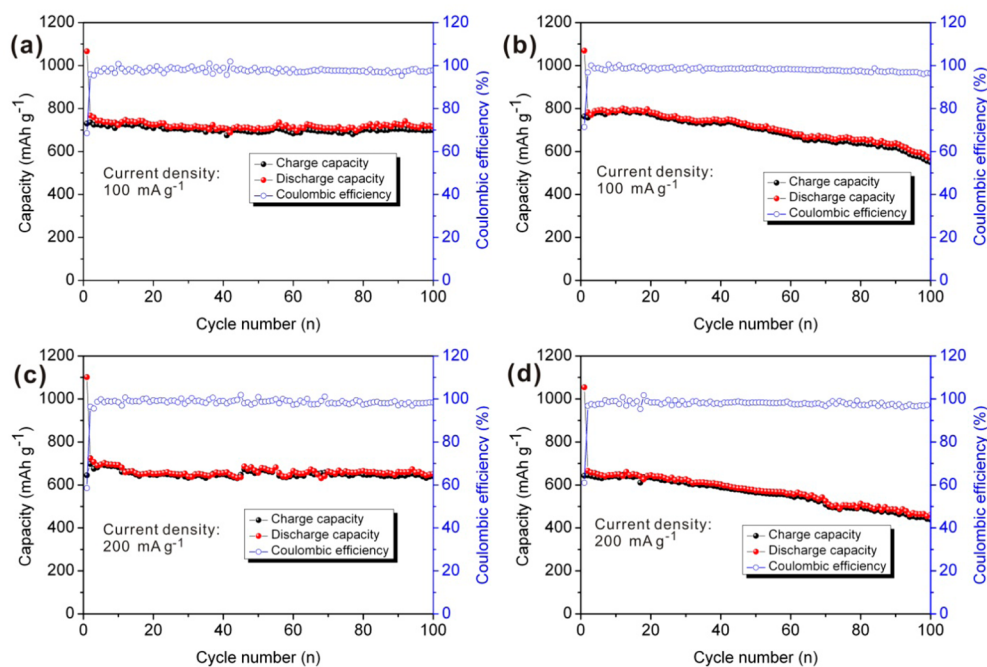 (a)
1200
1000
800
600
400
200
0
Capacity (mAh g-1)
120
100
80
60
40
20
0
Coulombic efficiency (%)
Current density:
100 mA g-1
Charge capacity
Discharge capacity
Coulombic efficiency
0 20 40 60 80 100
Cycle number (n)
(b)
1200
1000
800
600
400
200
0
Capacity (mAh g-1)
120
100
80
60
40
20
0
Coulombic efficiency (%)
Current density:
100 mA g-1
Charge capacity
Discharge capacity
Coulombic efficiency
0 20 40 60 80 100
Cycle number (n)
(c)
1200
1000
800
600
400
200
0
Capacity (mAh g-1)
120
100
80
60
40
20
0
Coulombic efficiency (%)
Current density:
200 mA g-1
Charge capacity
Discharge capacity
Coulombic efficiency
0 20 40 60 80 100
Cycle number (n)
(d)
1200
1000
800
600
400
200
0
Capacity (mAh g-1)
120
100
80
60
40
20
0
Coulombic efficiency (%)
Current density:
200 mA g-1
Charge capacity
Discharge capacity
Coulombic efficiency
0 20 40 60 80 100
Cycle number (n)